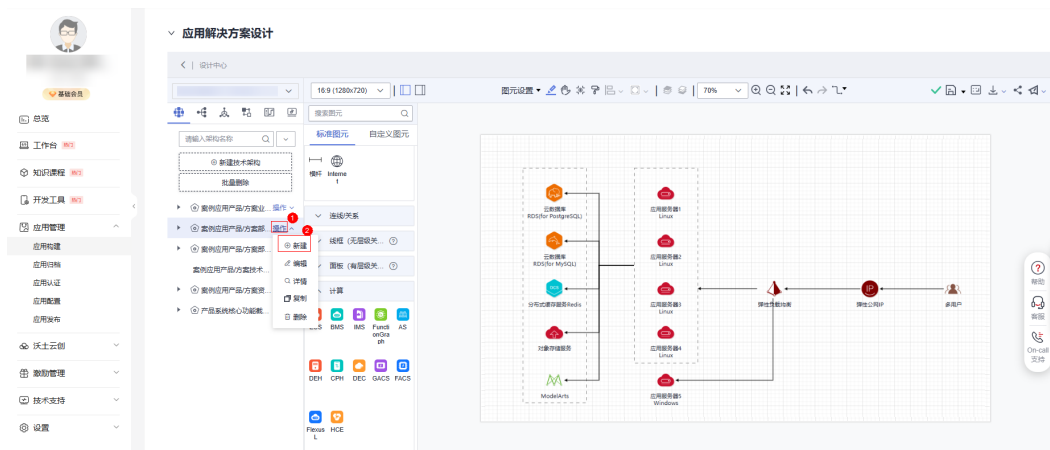 基础会员
总览
工作台 热门
知识课程 热门
开发工具 热门
应用管理
应用构建
应用归档
应用认证
应用配置
应用发布
沃土云创
激励管理
技术支持
设置
应用解决方案设计
设计中心
16:9 (1280x720)
图元设置
70%
请输入架构名称
新建技术架构
批量删除
案例应用产品/方案业... 操作
1
案例应用产品/方案部... 操作
2
案例应用产品/方案部...
案例应用产品/方案技术...
案例应用产品/方案资...
产品系统核心功能截...
新建
编辑
详情
复制
删除
搜索图元
标准图元 自定义图元
横杆 Interne
t
连线/关系
线框 (无层级关...
面板 (有层级关...
计算
BMS IMS Functi
onGra
ph AS
DEH CPH DEC GACS FACS
Flexus
L HCE
云数据库
RDS(for PostgreSQL)
云数据库
RDS(for MySQL)
分布式缓存服务Redis
对象存储服务
ModelArts
应用服务器1
Linux
应用服务器2
Linux
应用服务器3
Linux
应用服务器4
Linux
应用服务器5
Windows
弹性负载均衡
IP
弹性公网IP
多用户
帮助
客服
On-call
支持